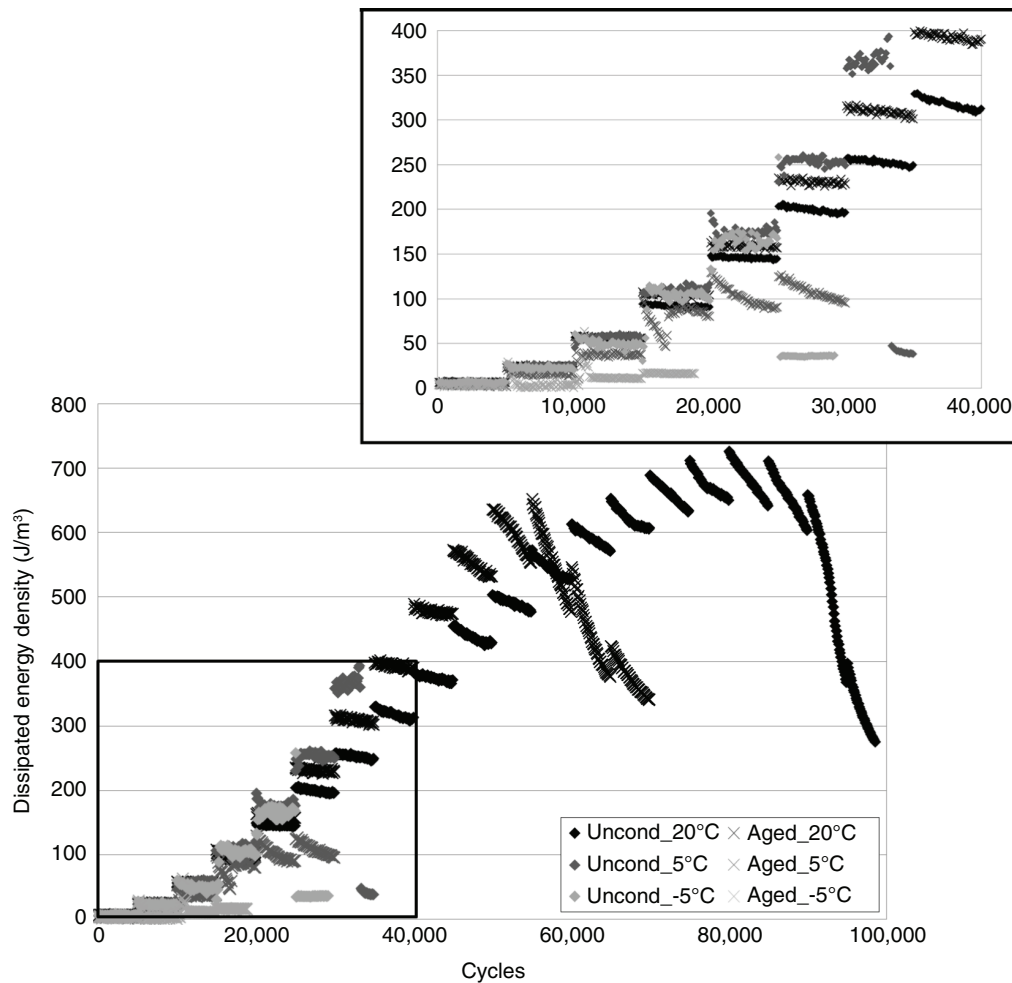 400
350
300
250
200
150
100
50
0
0 10,000 20,000 30,000 40,000
800
700
600
500
400
300
200
100
0
Dissipated energy density (J/m³)
Uncond_20°C Aged_20°C
Uncond_5°C Aged_5°C
Uncond_-5°C Aged_-5°C
0 20,000 40,000 60,000 80,000 100,000
Cycles